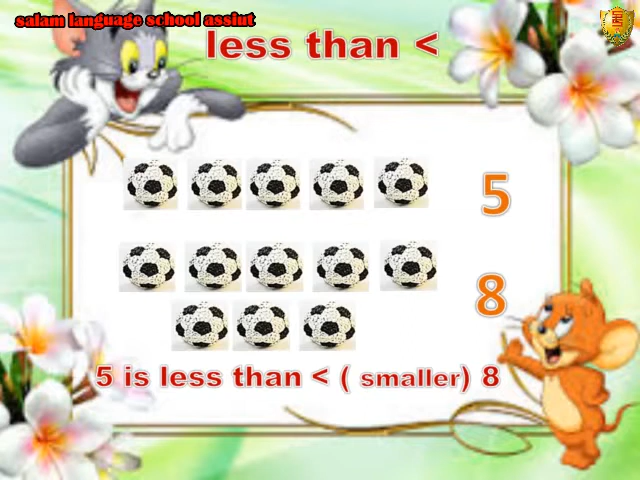 salam language school assiut
less than <
5
8
5 is less than < ( smaller) 8